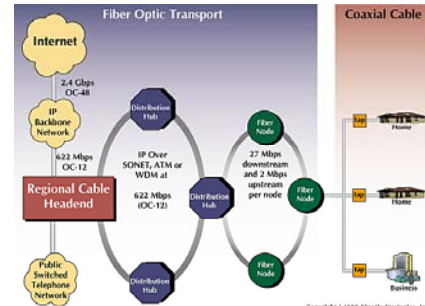 Fiber Optic Transport
Coaxial Cable
Internet
2.4 Gbps
OC-48
IP
Backbone
Network
622 Mbps
OC-12
Regional Cable
Headend
Public
Switched
Telephone
Network
Distribution
Hub
IP Over
SONET, ATM or
WDM at
622 Mbps
(OC-12)
Distribution
Hub
Distribution
Hub
Fiber
Node
27 Mbps
downstream
and 2 Mbps
upstream
per node
Fiber
Node
Fiber
Node
tap
Home
tap
Home
tap
Business